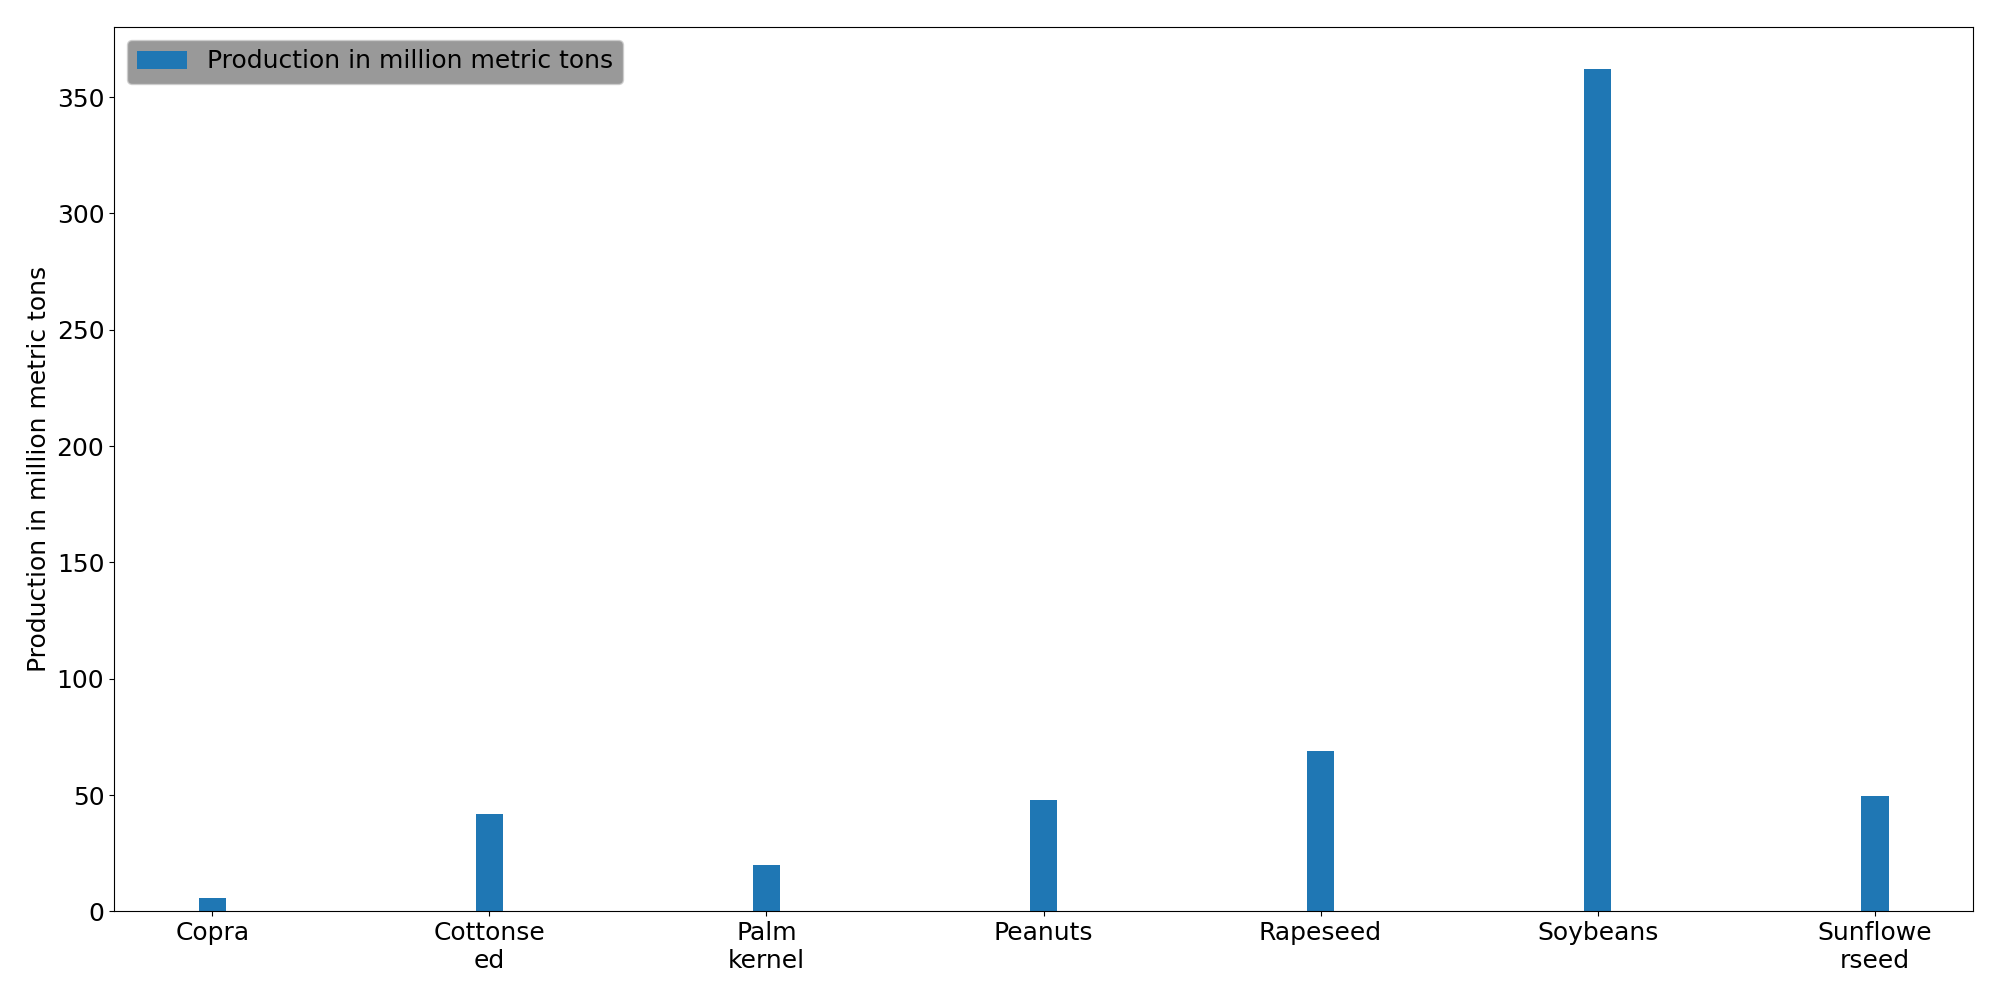 Production in million metric tons
Production in million metric tons
350
300
250
200
150
100
50
0
Copra
Cottonse
ed
Palm
kernel
Peanuts
Rapeseed
Soybeans
Sunflowe
rseed